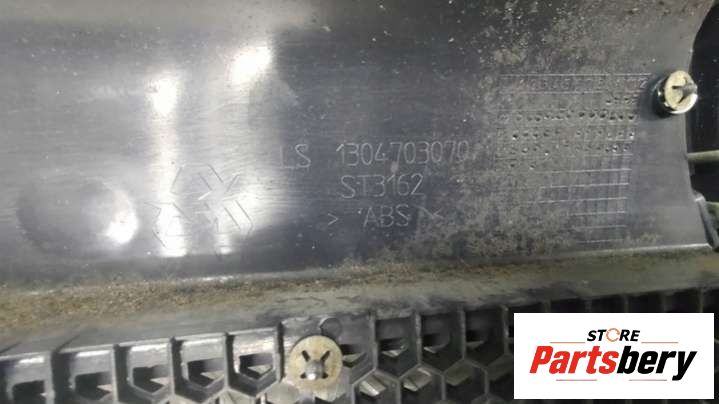 LS 1304703070
ST3162
> ABS <
STORE
Partsbery